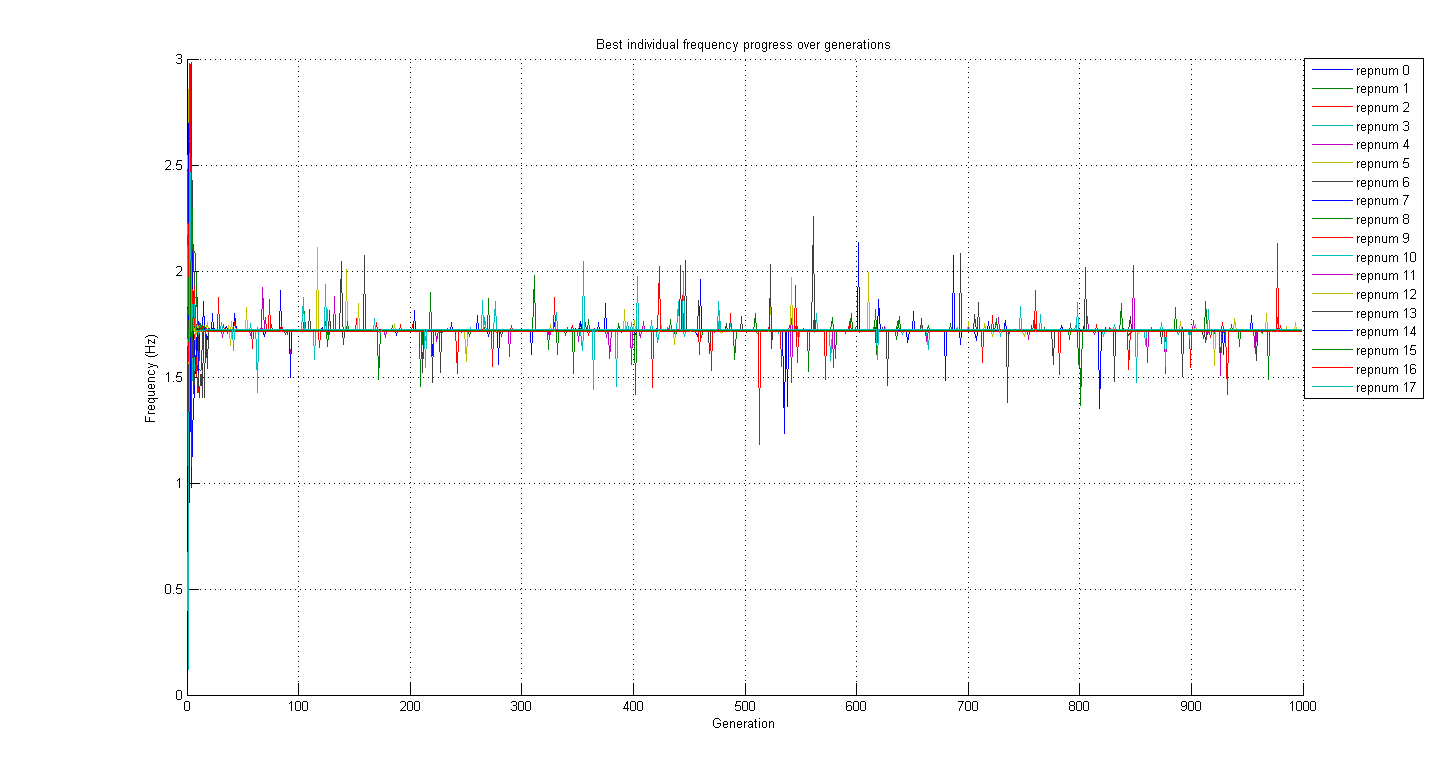 Best individual frequency progress over generations
3
2.5
2
1.5
1
0.5
0
Frequency (Hz)
0 100 200 300 400 500 600 700 800 900 1000
Generation
repnum 0
repnum 1
repnum 2
repnum 3
repnum 4
repnum 5
repnum 6
repnum 7
repnum 8
repnum 9
repnum 10
repnum 11
repnum 12
repnum 13
repnum 14
repnum 15
repnum 16
repnum 17